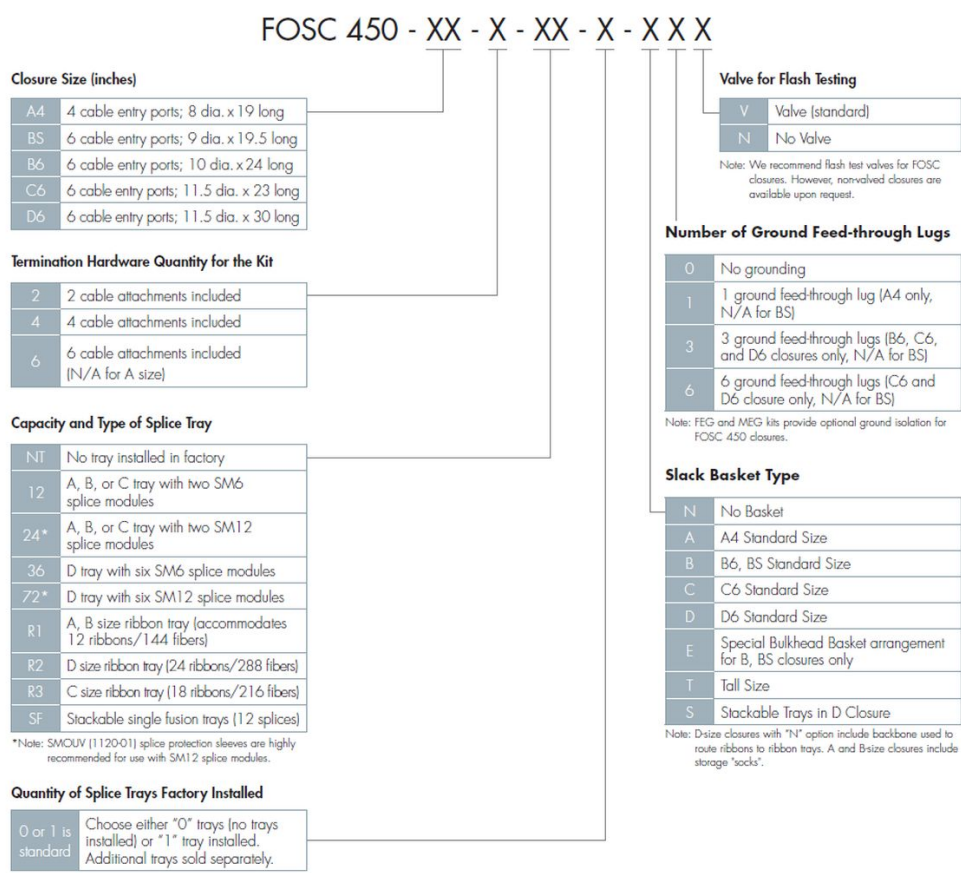 FOSC 450 - XX - X - XX - X - X X X
Closure Size (inches)
A4 4 cable entry ports; 8 dia. x 19 long
BS 6 cable entry ports; 9 dia. x 19.5 long
B6 6 cable entry ports; 10 dia. x 24 long
C6 6 cable entry ports; 11.5 dia. x 23 long
D6 6 cable entry ports; 11.5 dia. x 30 long
Termination Hardware Quantity for the Kit
2 2 cable attachments included
4 4 cable attachments included
6 6 cable attachments included
(N/A for A size)
Capacity and Type of Splice Tray
NT No tray installed in factory
12 A, B, or C tray with two SM6
splice modules
24* A, B, or C tray with two SM12
splice modules
36 D tray with six SM6 splice modules
72* D tray with six SM12 splice modules
R1 A, B size ribbon tray (accommodates
12 ribbons/144 fibers)
R2 D size ribbon tray (24 ribbons/288 fibers)
R3 C size ribbon tray (18 ribbons/216 fibers)
SF Stackable single fusion trays (12 splices)
*Note: SMOUV (1120-01) splice protection sleeves are highly
recommended for use with SM12 splice modules.
Quantity of Splice Trays Factory Installed
0 or 1 is
standard
Choose either "0" trays (no trays
installed) or "1" tray installed.
Additional trays sold separately.
Valve for Flash Testing
V Valve (standard)
N No Valve
Note: We recommend flash test valves for FOSC
closures. However, non-valved closures are
available upon request.
Number of Ground Feed-through Lugs
0 No grounding
1 1 ground feed-through lug (A4 only,
N/A for BS)
3 3 ground feed-through lugs (B6, C6,
and D6 closures only, N/A for BS)
6 6 ground feed-through lugs (C6 and
D6 closure only, N/A for BS)
Note: FEG and MEG kits provide optional ground isolation for
FOSC 450 closures.
Slack Basket Type
N No Basket
A A4 Standard Size
B B6, BS Standard Size
C C6 Standard Size
D D6 Standard Size
E Special Bulkhead Basket arrangement
for B, BS closures only
T Tall Size
S Stackable Trays in D Closure
Note: D-size closures with "N" option include backbone used to
route ribbons to ribbon trays. A and B-size closures include
storage "socks".